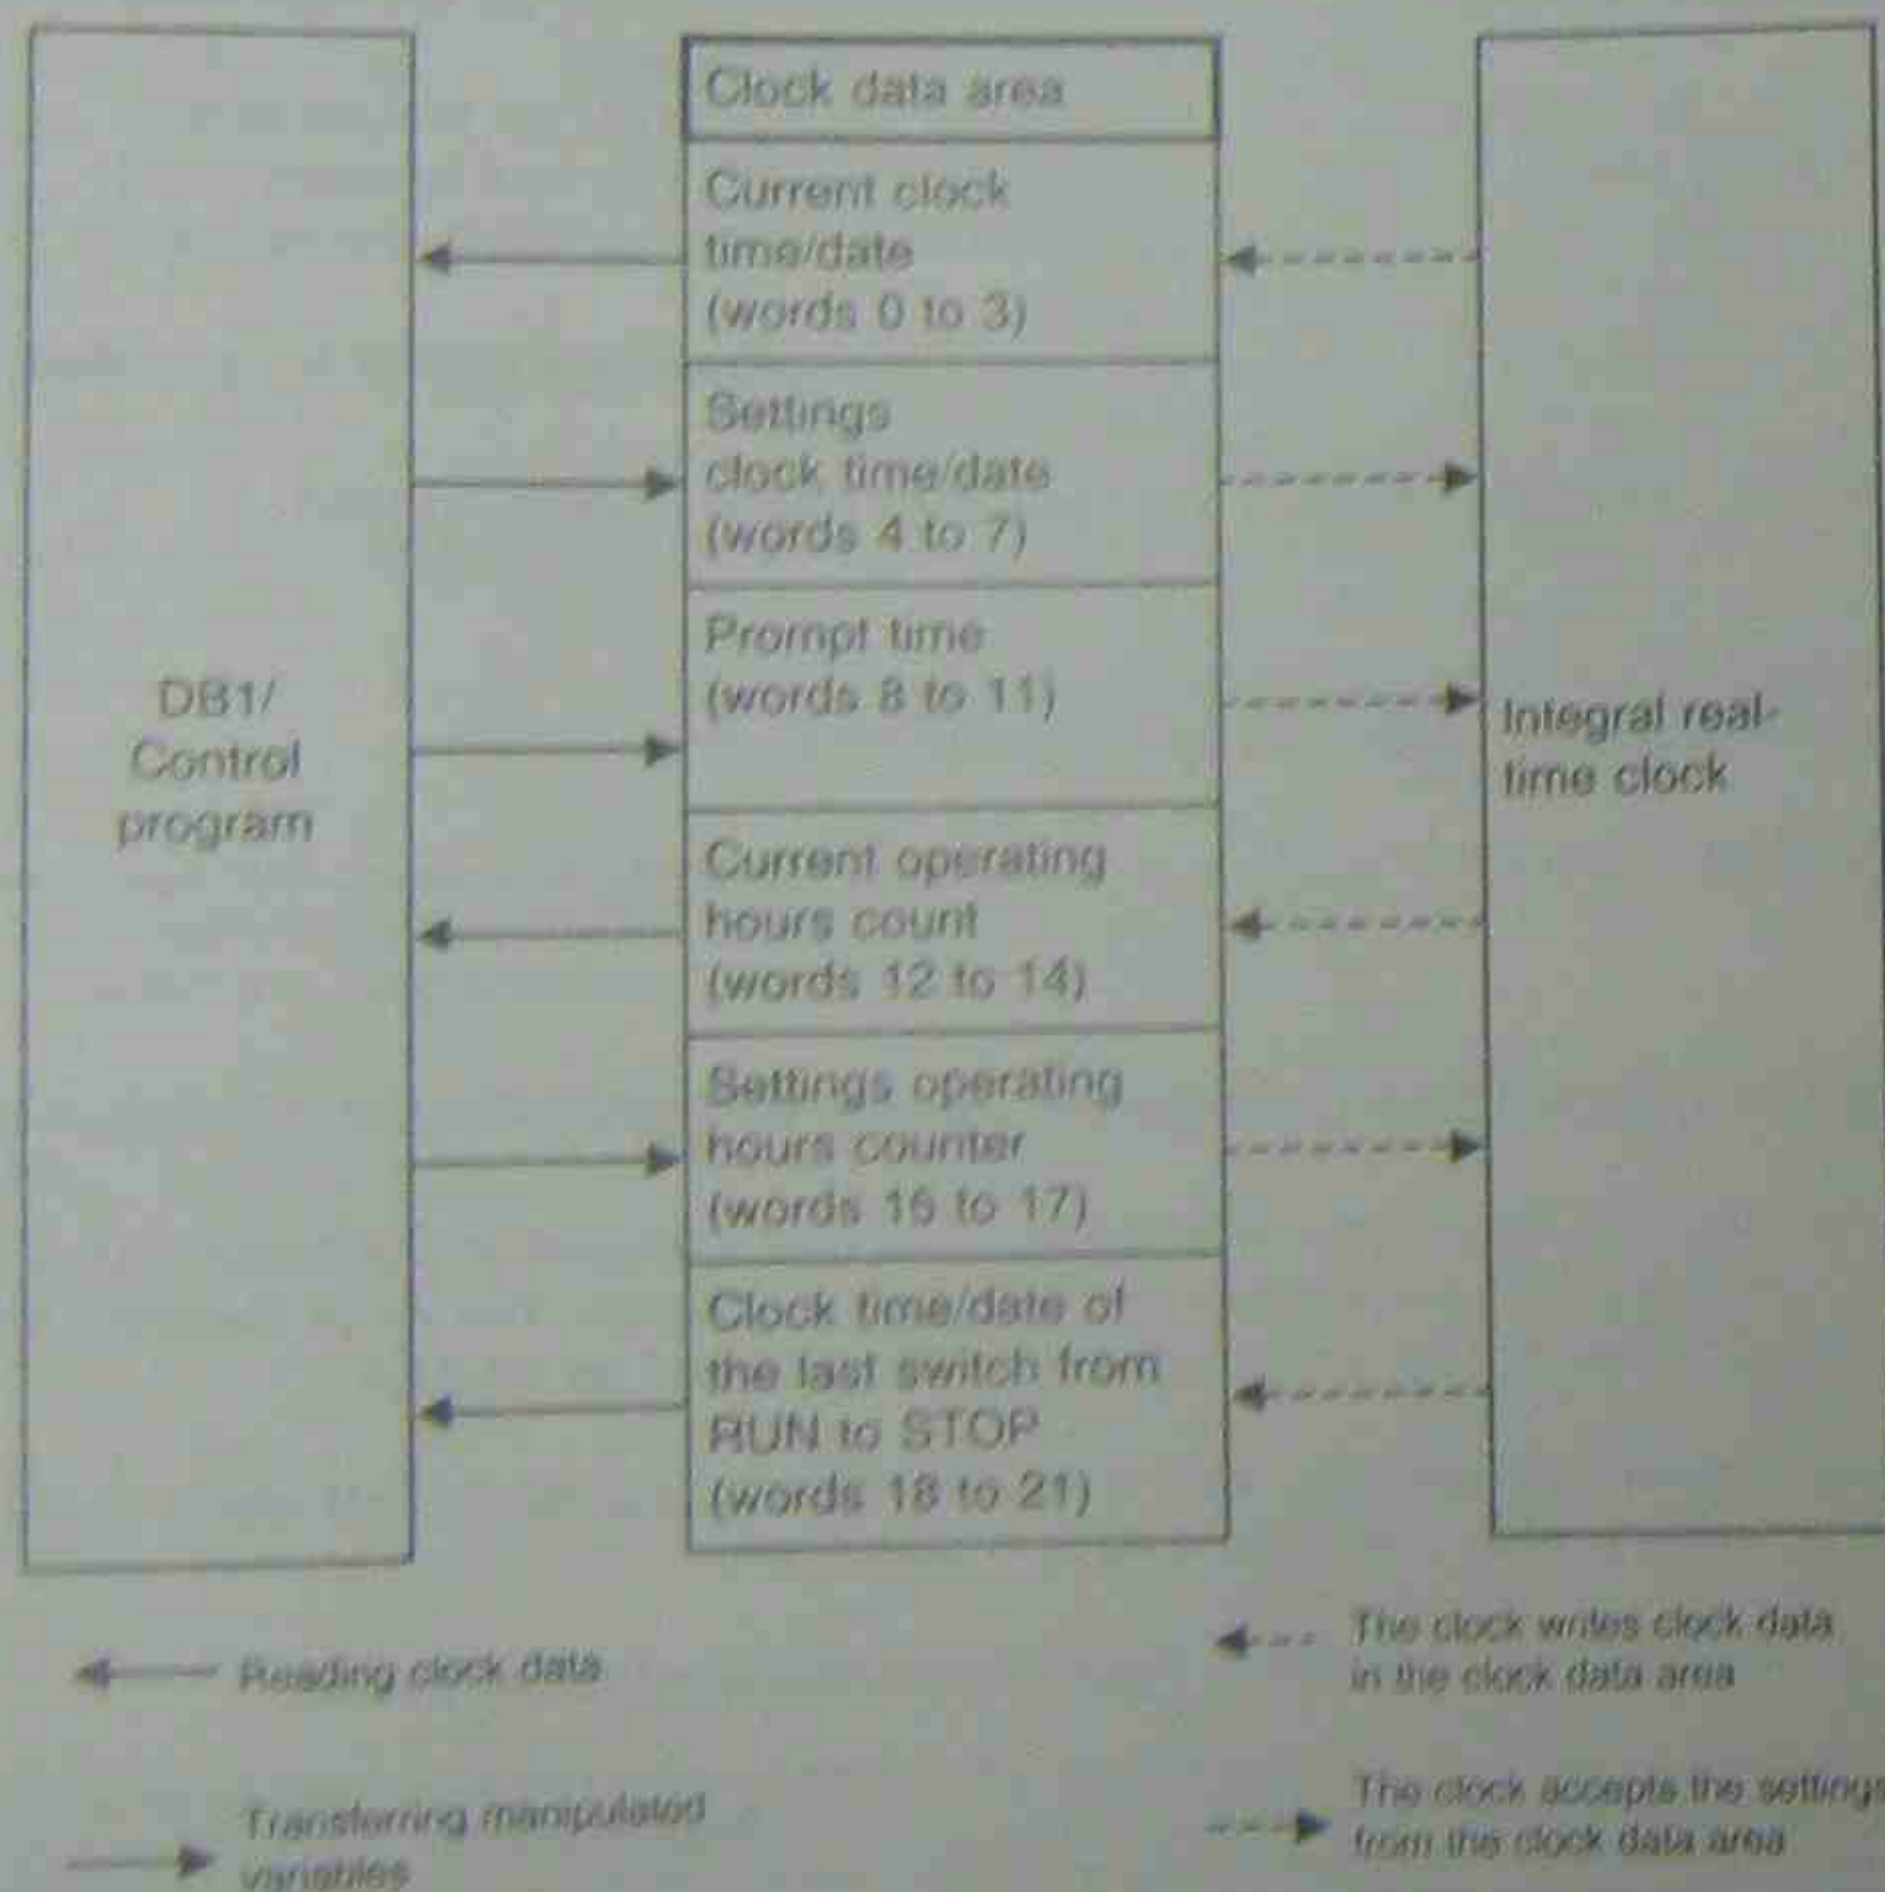 Clock data area
Current clock
time/date
(words 0 to 3)
Settings
clock time/date
(words 4 to 7)
Prompt time
(words 8 to 11)
DB1/
Control
program
Integral real-
time clock
Current operating
hours count
(words 12 to 14)
Settings operating
hours counter
(words 15 to 17)
Clock time/date of
the last switch from
RUN to STOP
(words 18 to 21)
Reading clock data
The clock writes clock data
in the clock data area
Transferring manipulated
variables
The clock accepts the settings
from the clock data area